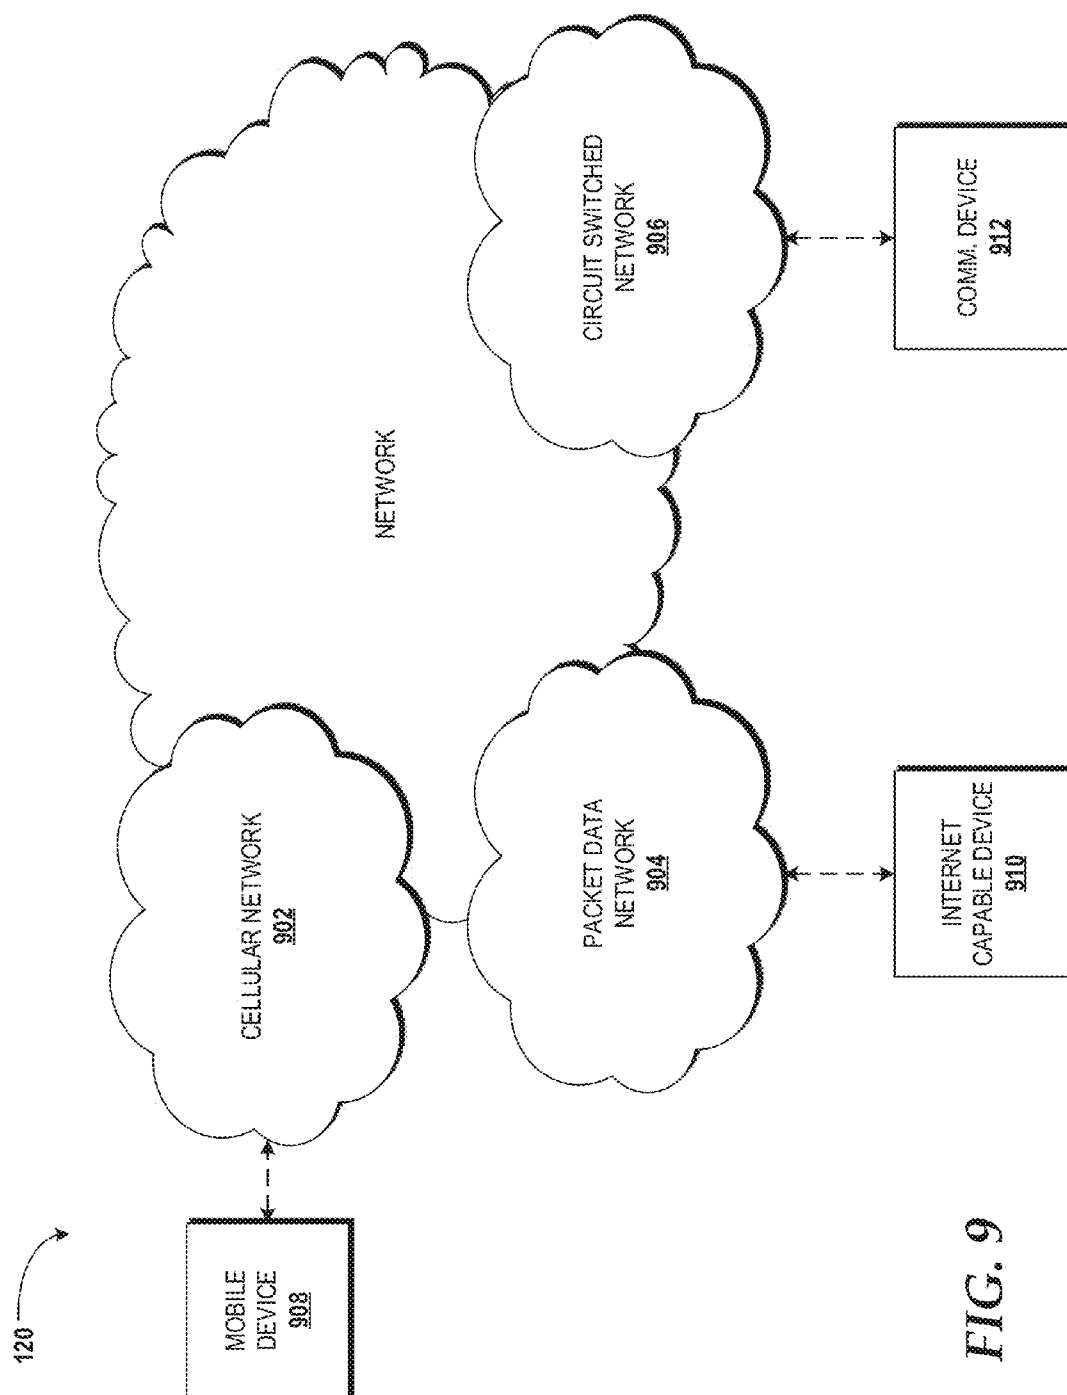 120
MOBILE
DEVICE
908
CELLULAR NETWORK
902
NETWORK
PACKET DATA
NETWORK
904
CIRCUIT SWITCHED
NETWORK
906
INTERNET
CAPABLE DEVICE
910
COMM. DEVICE
912
FIG. 9